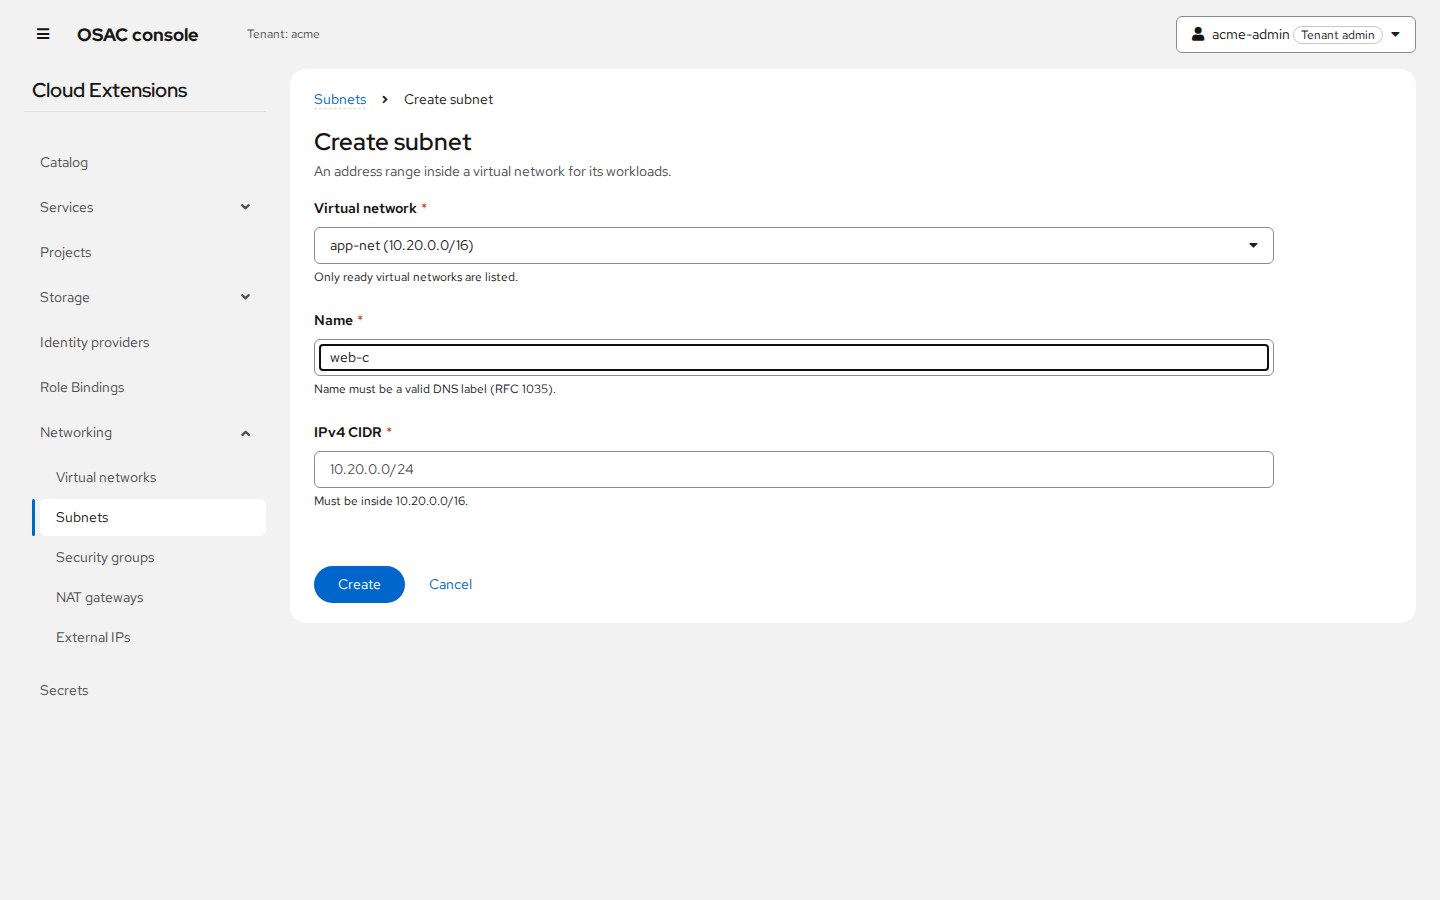 OSAC console
Tenant: acme
acme-admin Tenant admin
Cloud Extensions
Catalog
Services
Projects
Storage
Identity providers
Role Bindings
Networking
Virtual networks
Subnets
Security groups
NAT gateways
External IPs
Secrets
Subnets > Create subnet
Create subnet
An address range inside a virtual network for its workloads.
Virtual network *
app-net (10.20.0.0/16)
Only ready virtual networks are listed.
Name *
web-c
Name must be a valid DNS label (RFC 1035).
IPv4 CIDR *
10.20.0.0/24
Must be inside 10.20.0.0/16.
Create Cancel